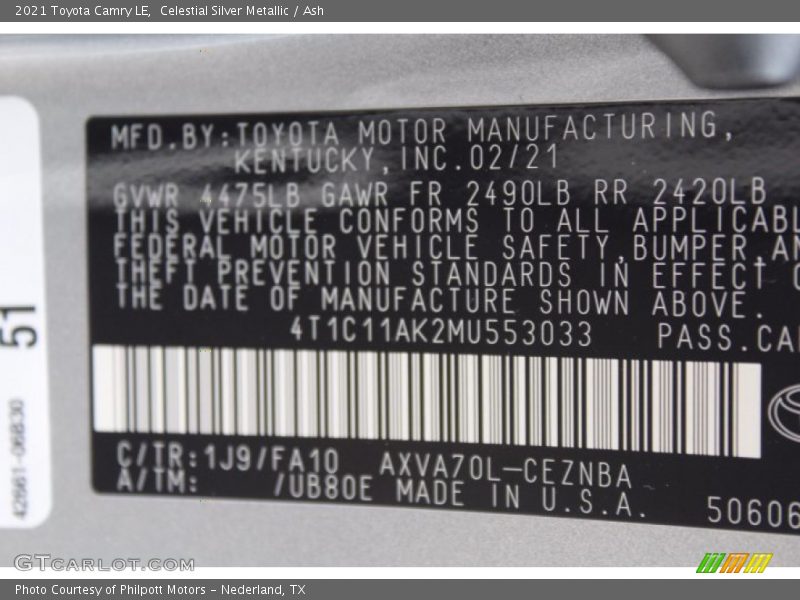 2021 Toyota Camry LE, Celestial Silver Metallic / Ash
MFD.BY:TOYOTA MOTOR MANUFACTURING,
KENTUCKY,INC.02/21
GVWR 4475LB GAWR FR 2490LB RR 2420LB
THIS VEHICLE CONFORMS TO ALL APPLICABL
FEDERAL MOTOR VEHICLE SAFETY,BUMPER,AN
THEFT PREVENTION STANDARDS IN EFFECT O
THE DATE OF MANUFACTURE SHOWN ABOVE.
4T1C11AK2MU553033 PASS.CAR
C/TR:1J9/FA10 AXVA70L-CEZNBA
A/TM: /UB80E MADE IN U.S.A.
50606
51
42661-06B30
GTCARLOT.COM
Photo Courtesy of Philpott Motors - Nederland, TX